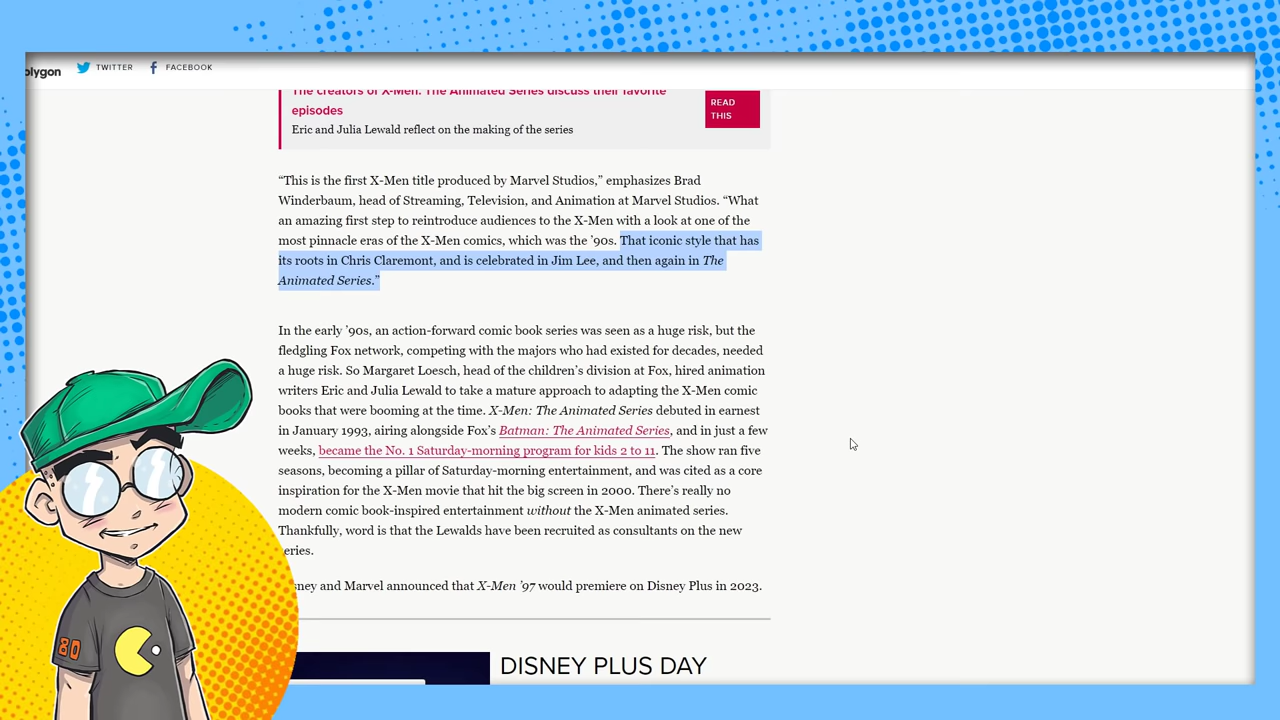 olygon
TWITTER
FACEBOOK
The creators of X-Men: The Animated Series discuss their favorite
episodes
Eric and Julia Lewald reflect on the making of the series
READ
THIS
“This is the first X-Men title produced by Marvel Studios,” emphasizes Brad
Winderbaum, head of Streaming, Television, and Animation at Marvel Studios. “What
an amazing first step to reintroduce audiences to the X-Men with a look at one of the
most pinnacle eras of the X-Men comics, which was the ’90s. That iconic style that has
its roots in Chris Claremont, and is celebrated in Jim Lee, and then again in The
Animated Series.”
In the early ’90s, an action-forward comic book series was seen as a huge risk, but the
fledgling Fox network, competing with the majors who had existed for decades, needed
a huge risk. So Margaret Loesch, head of the children’s division at Fox, hired animation
writers Eric and Julia Lewald to take a mature approach to adapting the X-Men comic
books that were booming at the time. X-Men: The Animated Series debuted in earnest
in January 1993, airing alongside Fox’s Batman: The Animated Series, and in just a few
weeks, became the No. 1 Saturday-morning program for kids 2 to 11. The show ran five
seasons, becoming a pillar of Saturday-morning entertainment, and was cited as a core
inspiration for the X-Men movie that hit the big screen in 2000. There’s really no
modern comic book-inspired entertainment without the X-Men animated series.
Thankfully, word is that the Lewalds have been recruited as consultants on the new
eries.
sney and Marvel announced that X-Men ’97 would premiere on Disney Plus in 2023.
DISNEY PLUS DAY
80